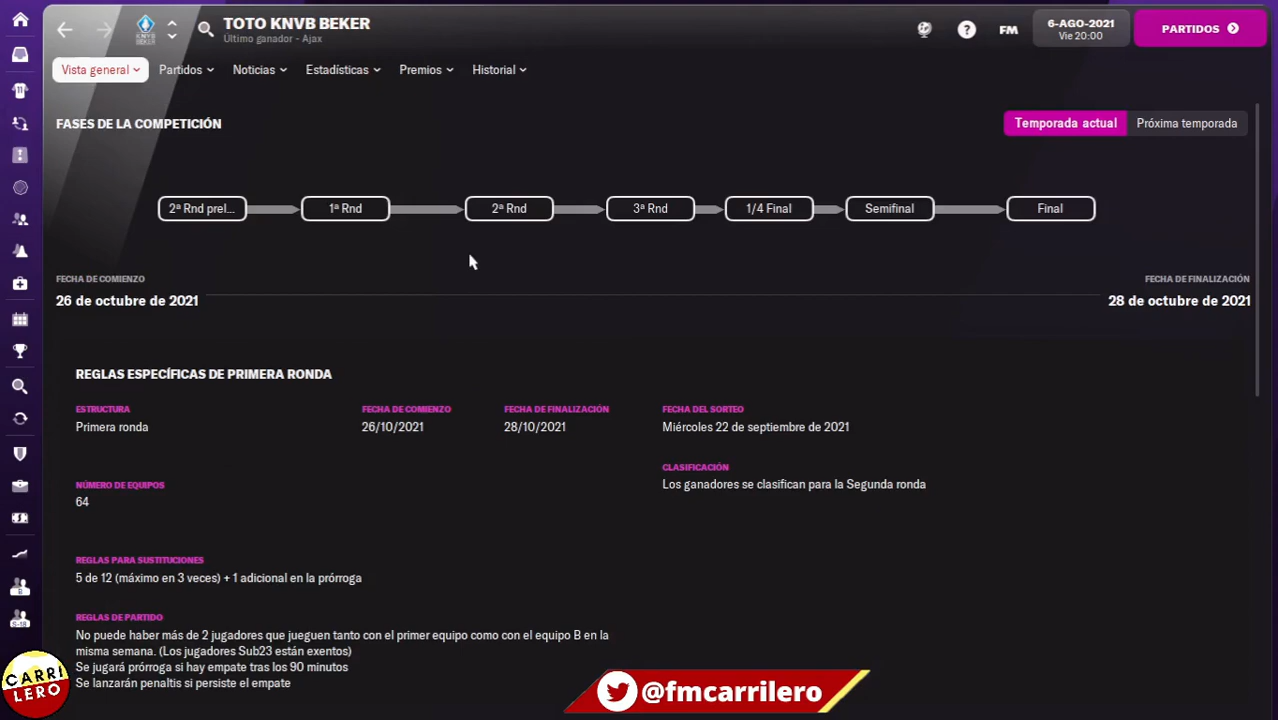 TOTO KNVB BEKER
Último ganador - Ajax
KNVB
BEKER
FM
6-AGO-2021
Vie 20:00
PARTIDOS
Vista general
Partidos
Noticias
Estadísticas
Premios
Historial
FASES DE LA COMPETICIÓN
Temporada actual
Próxima temporada
2ª Rnd prel...
1ª Rnd
2ª Rnd
3ª Rnd
1/4 Final
Semifinal
Final
FECHA DE COMIENZO
26 de octubre de 2021
FECHA DE FINALIZACIÓN
28 de octubre de 2021
REGLAS ESPECÍFICAS DE PRIMERA RONDA
ESTRUCTURA
Primera ronda
FECHA DE COMIENZO
26/10/2021
FECHA DE FINALIZACIÓN
28/10/2021
FECHA DEL SORTEO
Miércoles 22 de septiembre de 2021
CLASIFICACIÓN
Los ganadores se clasifican para la Segunda ronda
NÚMERO DE EQUIPOS
64
REGLAS PARA SUSTITUCIONES
5 de 12 (máximo en 3 veces) + 1 adicional en la prórroga
REGLAS DE PARTIDO
No puede haber más de 2 jugadores que jueguen tanto con el primer equipo como con el equipo B en la
misma semana. (Los jugadores Sub23 están exentos)
Se jugará prórroga si hay empate tras los 90 minutos
Se lanzarán penaltis si persiste el empate
B
S-18
CARRI
LERO
@fmcarrilero